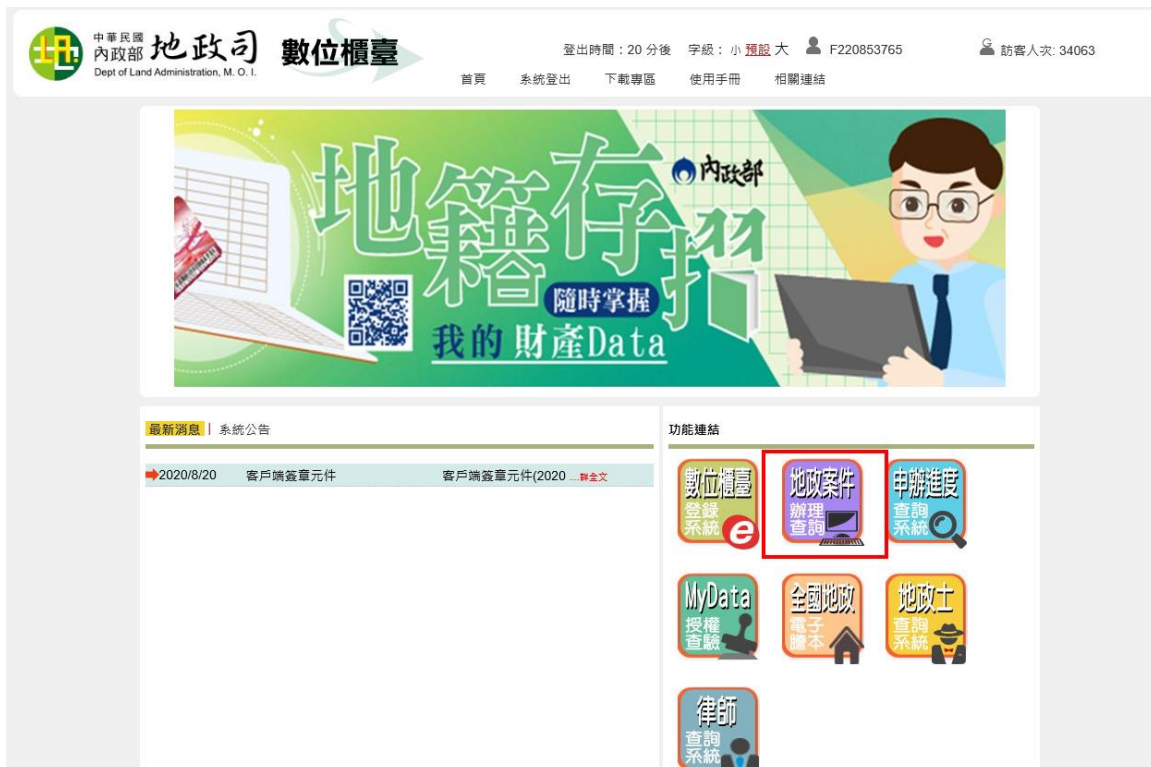 中華民國
內政部 地政司 數位櫃臺
Dept of Land Administration, M. O. I.
登出時間：20 分後 字級： 小 預設 大 F220853765 訪客人次: 34063
首頁 系統登出 下載專區 使用手冊 相關連結
內政部
地籍存摺
隨時掌握
我的財產Data
最新消息 | 系統公告
2020/8/20 客戶端簽章元件 客戶端簽章元件(2020 ....詳全文
功能連結
數位櫃臺 登錄 系統 e
地政案件 辦理 查詢
申辦進度 查詢 系統
MyData 授權 查驗
全國地政 電子 謄本
地政士 查詢 系統
律師 查詢 系統